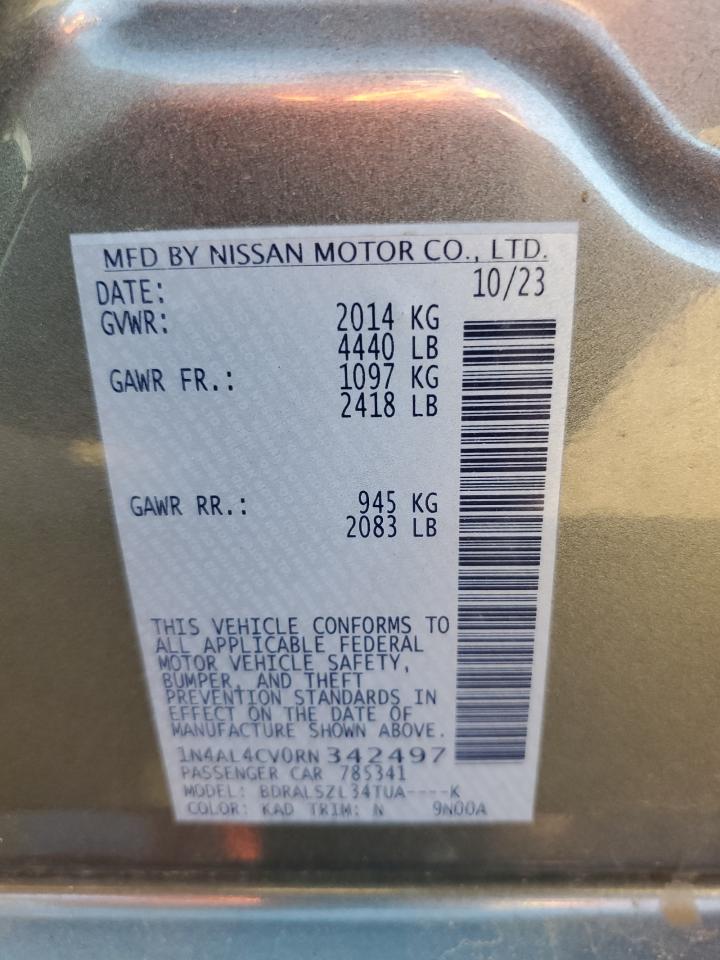 MFD BY NISSAN MOTOR CO., LTD.
DATE: 10/23
GVWR: 2014 KG
4440 LB
GAWR FR.: 1097 KG
2418 LB
GAWR RR.: 945 KG
2083 LB
THIS VEHICLE CONFORMS TO
ALL APPLICABLE FEDERAL
MOTOR VEHICLE SAFETY,
BUMPER, AND THEFT
PREVENTION STANDARDS IN
EFFECT ON THE DATE OF
MANUFACTURE SHOWN ABOVE.
1N4AL4CV0RN342497
PASSENGER CAR 785341
MODEL: BDRALSZL34TUA----K
COLOR: KAD TRIM: N 9N00A